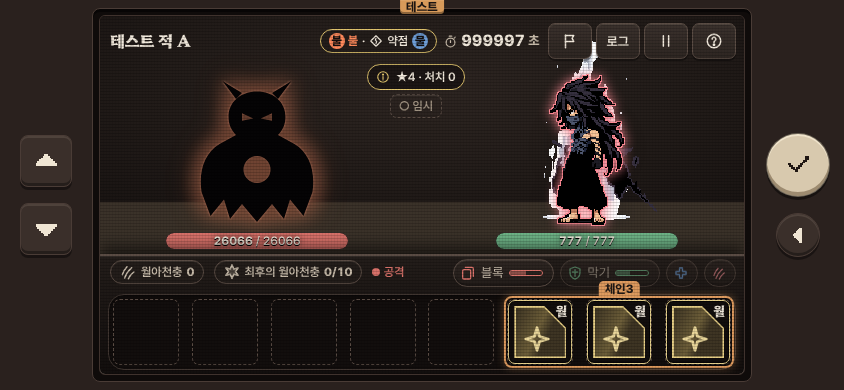 테스트
테스트 적 A
불 불 · 약점 물
999997 초
로그
★4 · 처치 0
임시
26066 / 26066
777 / 777
월아천충 0
최후의 월아천충 0/10
공격
블록
막기
체인3
월
월
월